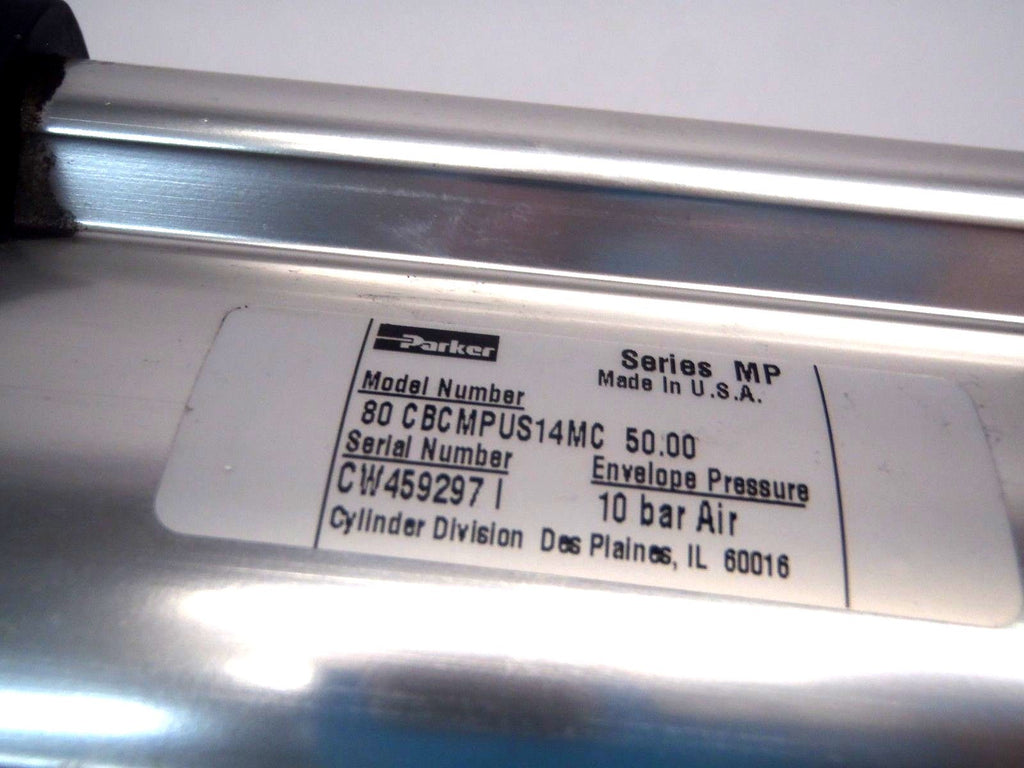 Parker
Series MP
Made In U.S.A.
Model Number
80 CBCMPUS14MC 50.00
Serial Number
CW459297 I
Envelope Pressure
10 bar Air
Cylinder Division Des Plaines, IL 60016